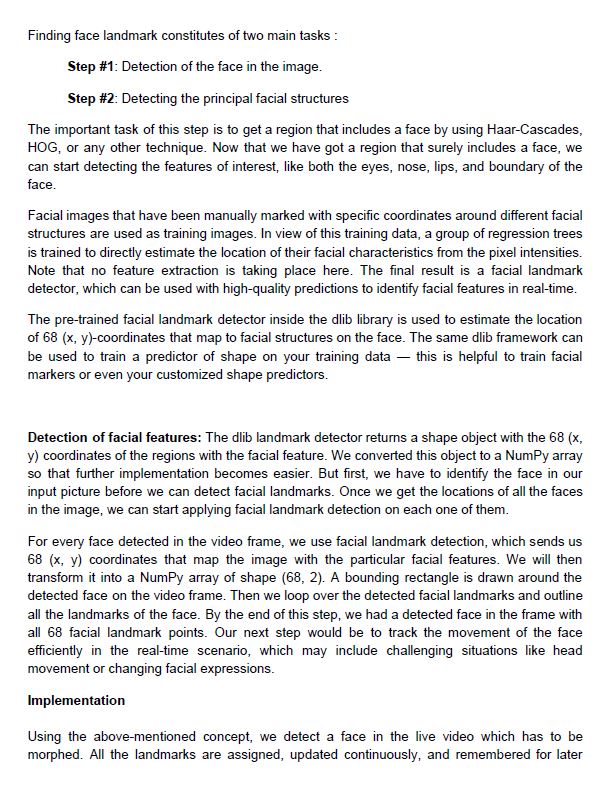 Finding face landmark constitutes of two main tasks :
Step #1: Detection of the face in the image.
Step #2: Detecting the principal facial structures
The important task of this step is to get a region that includes a face by using Haar-Cascades,
HOG, or any other technique. Now that we have got a region that surely includes a face, we
can start detecting the features of interest, like both the eyes, nose, lips, and boundary of the
face.
Facial images that have been manually marked with specific coordinates around different facial
structures are used as training images. In view of this training data, a group of regression trees
is trained to directly estimate the location of their facial characteristics from the pixel intensities.
Note that no feature extraction is taking place here. The final result is a facial landmark
detector, which can be used with high-quality predictions to identify facial features in real-time.
The pre-trained facial landmark detector inside the dlib library is used to estimate the location
of 68 (x, y)-coordinates that map to facial structures on the face. The same dlib framework can
be used to train a predictor of shape on your training data — this is helpful to train facial
markers or even your customized shape predictors.
Detection of facial features: The dlib landmark detector returns a shape object with the 68 (x,
y) coordinates of the regions with the facial feature. We converted this object to a NumPy array
so that further implementation becomes easier. But first, we have to identify the face in our
input picture before we can detect facial landmarks. Once we get the locations of all the faces
in the image, we can start applying facial landmark detection on each one of them.
For every face detected in the video frame, we use facial landmark detection, which sends us
68 (x, y) coordinates that map the image with the particular facial features. We will then
transform it into a NumPy array of shape (68, 2). A bounding rectangle is drawn around the
detected face on the video frame. Then we loop over the detected facial landmarks and outline
all the landmarks of the face. By the end of this step, we had a detected face in the frame with
all 68 facial landmark points. Our next step would be to track the movement of the face
efficiently in the real-time scenario, which may include challenging situations like head
movement or changing facial expressions.
Implementation
Using the above-mentioned concept, we detect a face in the live video which has to be
morphed. All the landmarks are assigned, updated continuously, and remembered for later